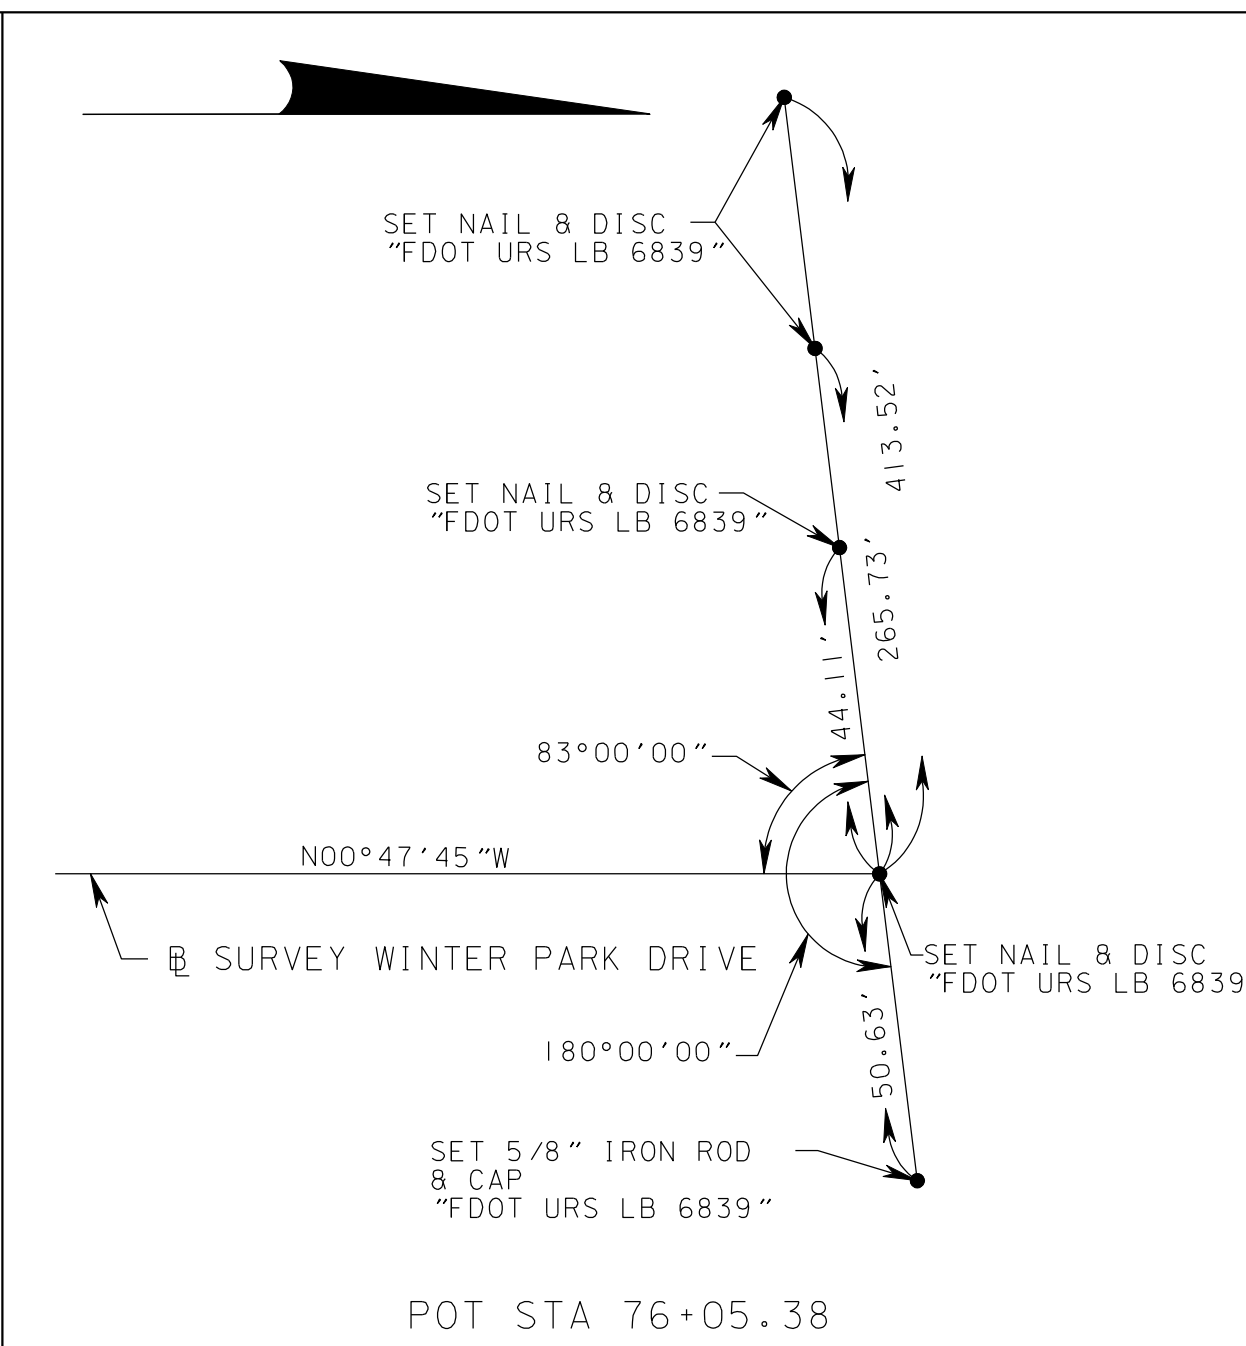 SET NAIL & DISC
"FDOT URS LB 6839"
413.52'
SET NAIL & DISC
"FDOT URS LB 6839"
265.73'
44.11'
83°00'00"
N00°47'45"W
BL SURVEY WINTER PARK DRIVE
SET NAIL & DISC
"FDOT URS LB 6839
50.63'
180°00'00"
SET 5/8" IRON ROD
& CAP
"FDOT URS LB 6839"
POT STA 76+05.38